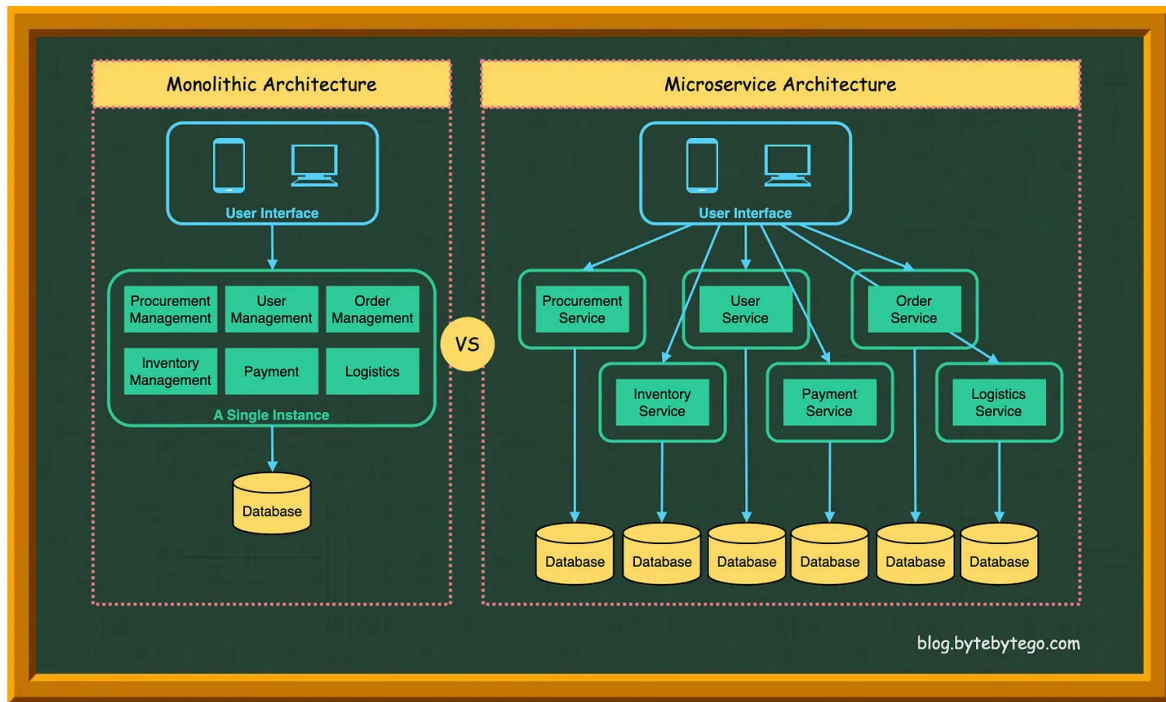 Monolithic Architecture
User Interface
Procurement
Management
User
Management
Order
Management
Inventory
Management
Payment
Logistics
A Single Instance
Database
VS
Microservice Architecture
User Interface
Procurement
Service
User
Service
Order
Service
Inventory
Service
Payment
Service
Logistics
Service
Database
Database
Database
Database
Database
Database
blog.bytebytego.com